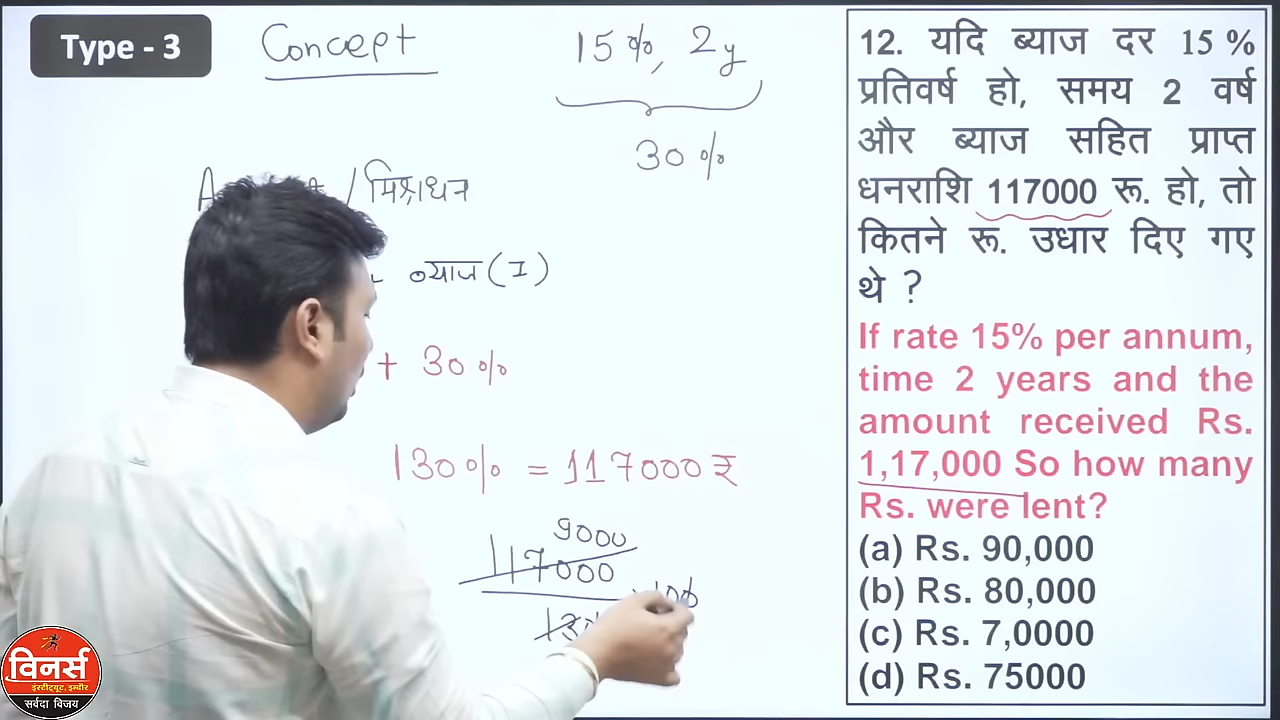 Type - 3
Concept
15 %, 2y
30 %
/ मिश्रधन
+ ब्याज (I)
+ 30 %
130 % = 117000 ₹
9000
117000
100
12. यदि ब्याज दर 15 %
प्रतिवर्ष हो, समय 2 वर्ष
और ब्याज सहित प्राप्त
धनराशि 117000 रू. हो, तो
कितने रू. उधार दिए गए
थे ?
If rate 15% per annum,
time 2 years and the
amount received Rs.
1,17,000 So how many
Rs. were lent?
(a) Rs. 90,000
(b) Rs. 80,000
(c) Rs. 7,0000
(d) Rs. 75000
विनर्स
इंस्टीट्यूट, इन्दौर
सर्वदा विजय